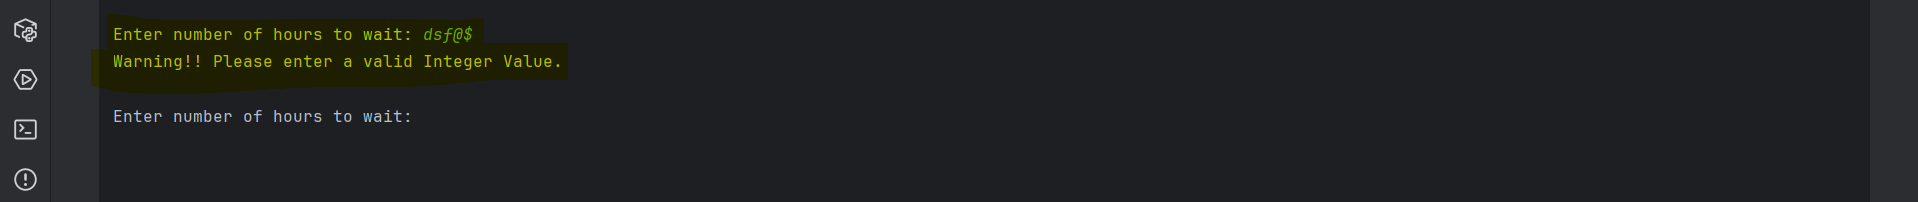 Enter number of hours to wait: dsf@$
Warning!! Please enter a valid Integer Value.
Enter number of hours to wait: